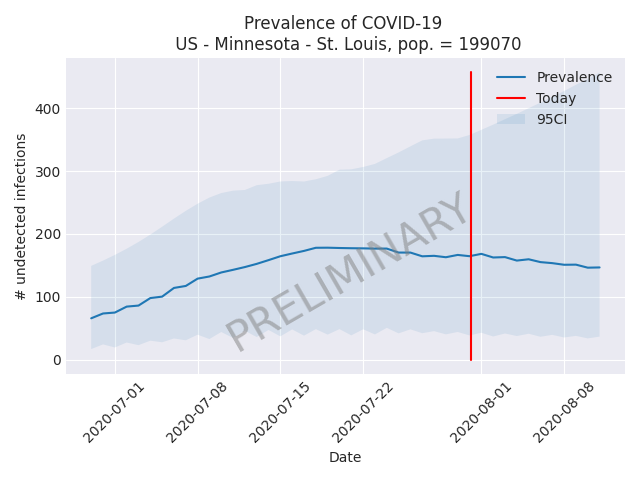 Prevalence of COVID-19
US - Minnesota - St. Louis, pop. = 199070
Prevalence
Today
95CI
# undetected infections
400
300
200
100
0
PRELIMINARY
2020-07-01
2020-07-08
2020-07-15
2020-07-22
2020-08-01
2020-08-08
Date